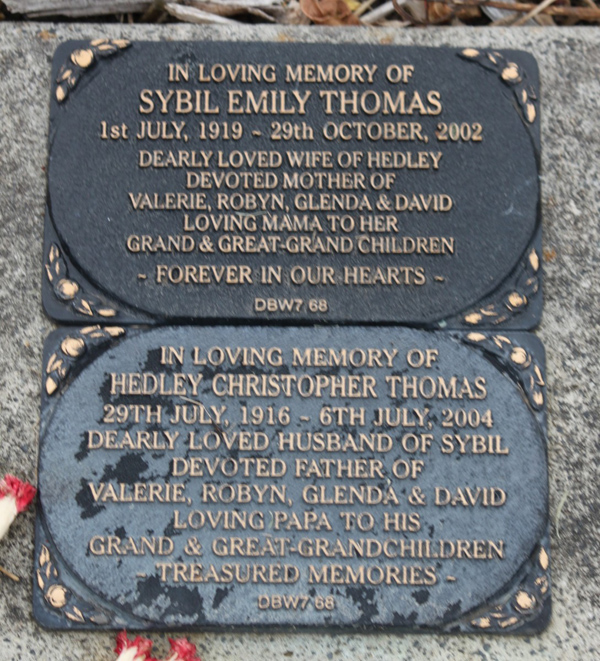 IN LOVING MEMORY OF
SYBIL EMILY THOMAS
1st JULY, 1919 - 29th OCTOBER, 2002
DEARLY LOVED WIFE OF HEDLEY
DEVOTED MOTHER OF
VALERIE, ROBYN, GLENDA & DAVID
LOVING MAMA TO HER
GRAND & GREAT-GRAND CHILDREN
~ FOREVER IN OUR HEARTS ~
DBW7 68
IN LOVING MEMORY OF
HEDLEY CHRISTOPHER THOMAS
29TH JULY, 1916 - 6TH JULY, 2004
DEARLY LOVED HUSBAND OF SYBIL
DEVOTED FATHER OF
VALERIE, ROBYN, GLENDA & DAVID
LOVING PAPA TO HIS
GRAND & GREAT-GRANDCHILDREN
- TREASURED MEMORIES -
DBW7 68